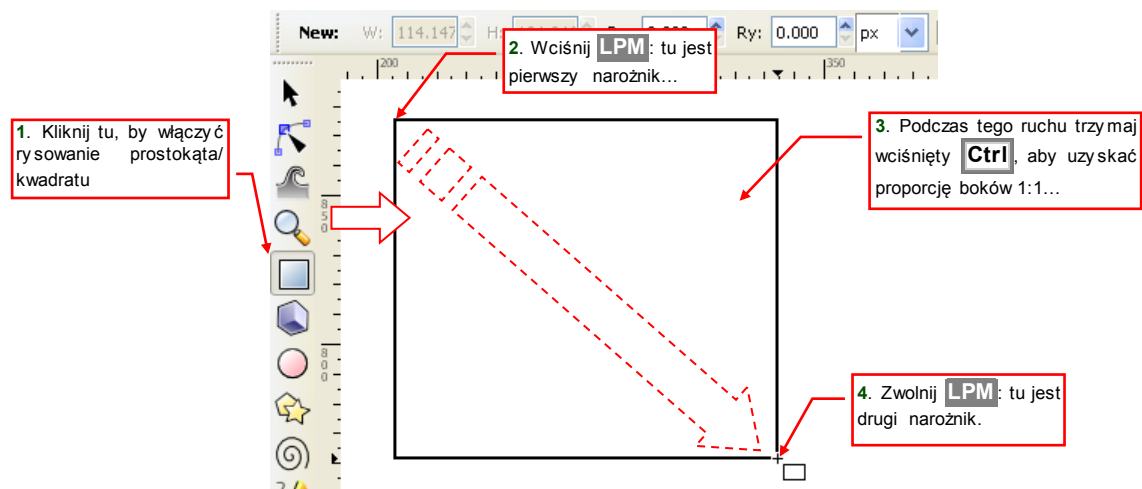 New: W: 114.147 H: Ry: 0.000 px
200 350
2. Wciśnij LPM: tu jest
pierwszy narożnik…
1. Kliknij tu, by włączyć
rysowanie prostokąta/
kwadratu
3. Podczas tego ruchu trzymaj
wciśnięty Ctrl, aby uzyskać
proporcję boków 1:1…
850
800
4. Zwolnij LPM: tu jest
drugi narożnik.